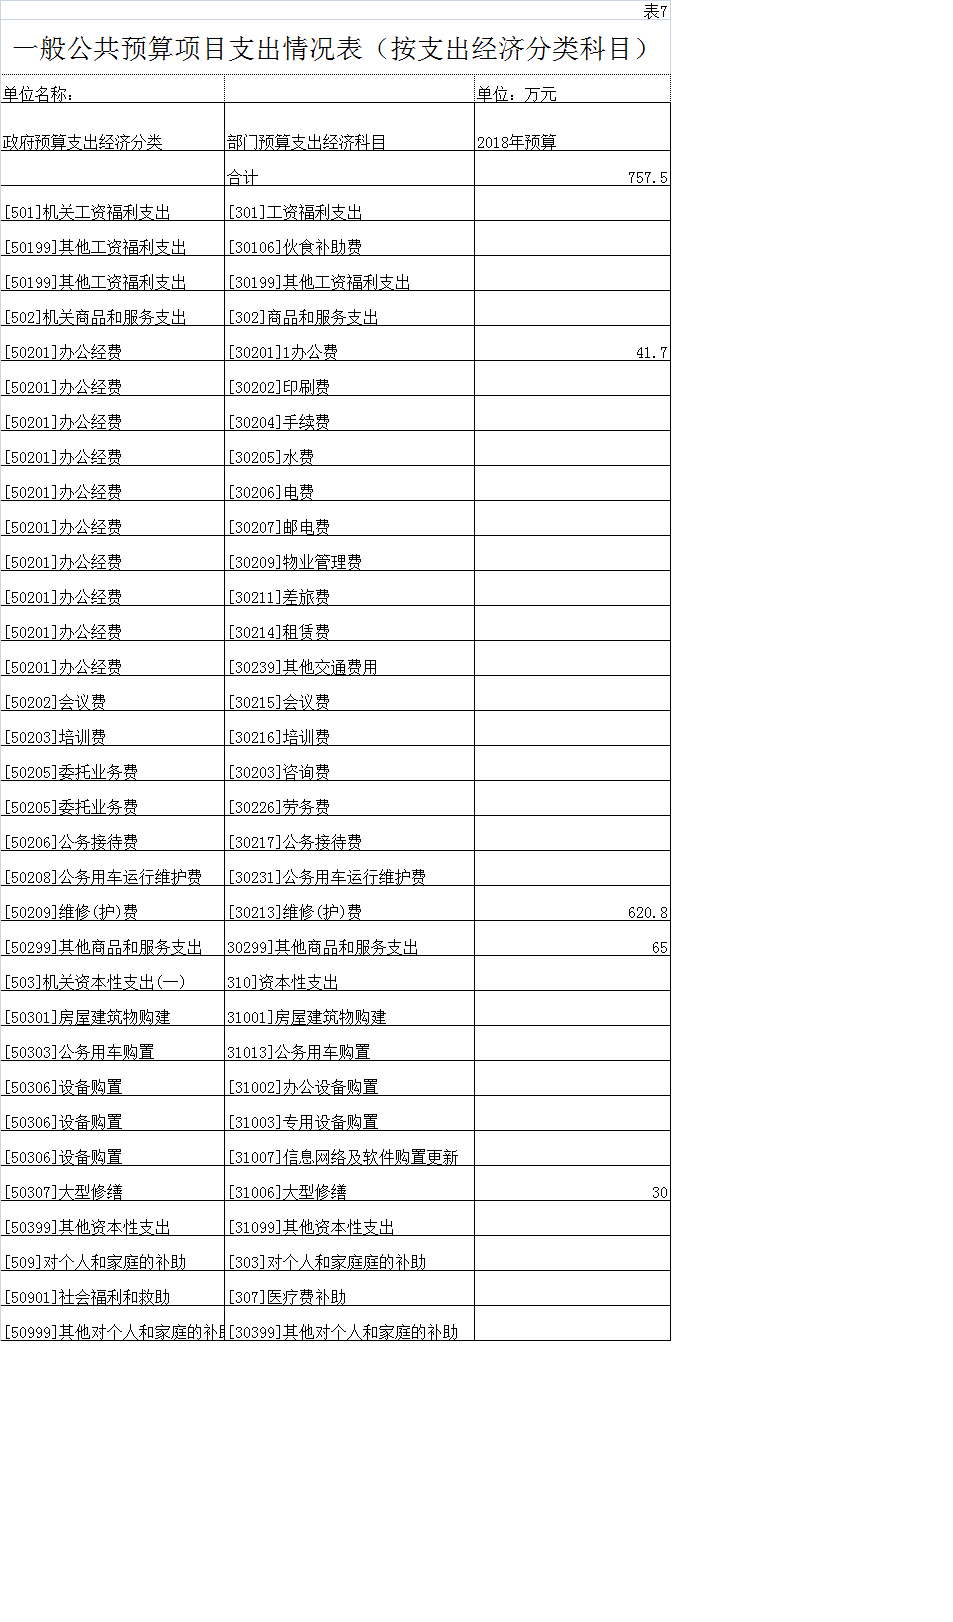 表7
一般公共预算项目支出情况表（按支出经济分类科目）
单位名称： 单位：万元
政府预算支出经济分类 部门预算支出经济科目 2018年预算
合计 757.5
[501]机关工资福利支出 [301]工资福利支出
[50199]其他工资福利支出 [30106]伙食补助费
[50199]其他工资福利支出 [30199]其他工资福利支出
[502]机关商品和服务支出 [302]商品和服务支出
[50201]办公经费 [30201]1办公费 41.7
[50201]办公经费 [30202]印刷费
[50201]办公经费 [30204]手续费
[50201]办公经费 [30205]水费
[50201]办公经费 [30206]电费
[50201]办公经费 [30207]邮电费
[50201]办公经费 [30209]物业管理费
[50201]办公经费 [30211]差旅费
[50201]办公经费 [30214]租赁费
[50201]办公经费 [30239]其他交通费用
[50202]会议费 [30215]会议费
[50203]培训费 [30216]培训费
[50205]委托业务费 [30203]咨询费
[50205]委托业务费 [30226]劳务费
[50206]公务接待费 [30217]公务接待费
[50208]公务用车运行维护费 [30231]公务用车运行维护费
[50209]维修(护)费 [30213]维修(护)费 620.8
[50299]其他商品和服务支出 30299]其他商品和服务支出 65
[503]机关资本性支出(一) 310]资本性支出
[50301]房屋建筑物购建 31001]房屋建筑物购建
[50303]公务用车购置 31013]公务用车购置
[50306]设备购置 [31002]办公设备购置
[50306]设备购置 [31003]专用设备购置
[50306]设备购置 [31007]信息网络及软件购置更新
[50307]大型修缮 [31006]大型修缮 30
[50399]其他资本性支出 [31099]其他资本性支出
[509]对个人和家庭的补助 [303]对个人和家庭庭的补助
[50901]社会福利和救助 [307]医疗费补助
[50999]其他对个人和家庭的补 [30399]其他对个人和家庭的补助